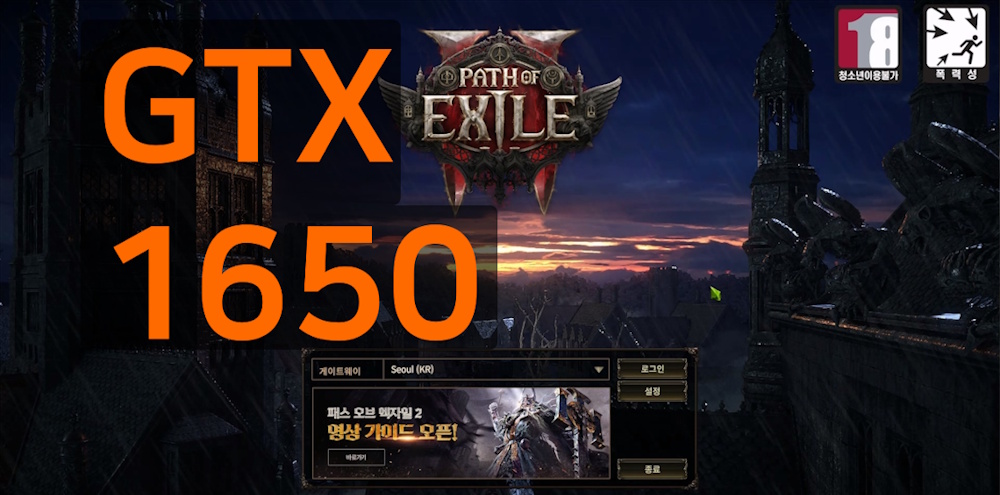 GTX
1650
PATH OF
EXILE
18
청소년이용불가
폭력성
게이트웨이
Seoul (KR)
로그인
설정
패스 오브 엑자일 2
영상 가이드 오픈!
바로가기
종료